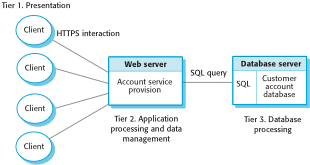 Tier 1. Presentation
Client
HTTPS interaction
Client
Client
Client
Web server
Account service
provision
SQL query
Database server
SQL
Customer
account
database
Tier 2. Application
processing and data
management
Tier 3. Database
processing